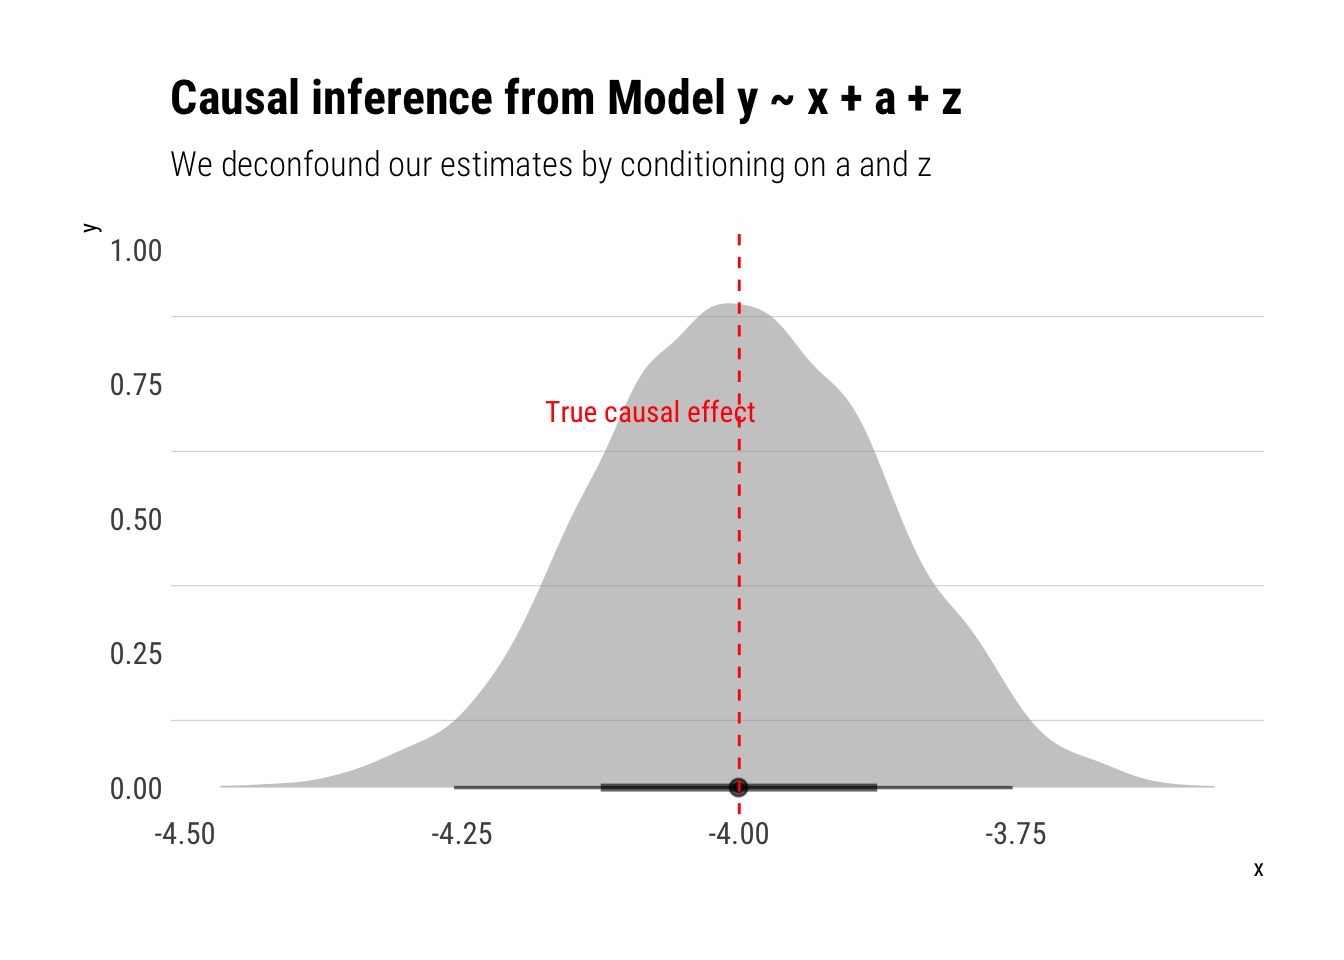 Causal inference from Model y ~ x + a + z
We deconfound our estimates by conditioning on a and z
y
1.00
0.75
True causal effect
0.50
0.25
0.00
-4.50 -4.25 -4.00 -3.75
x